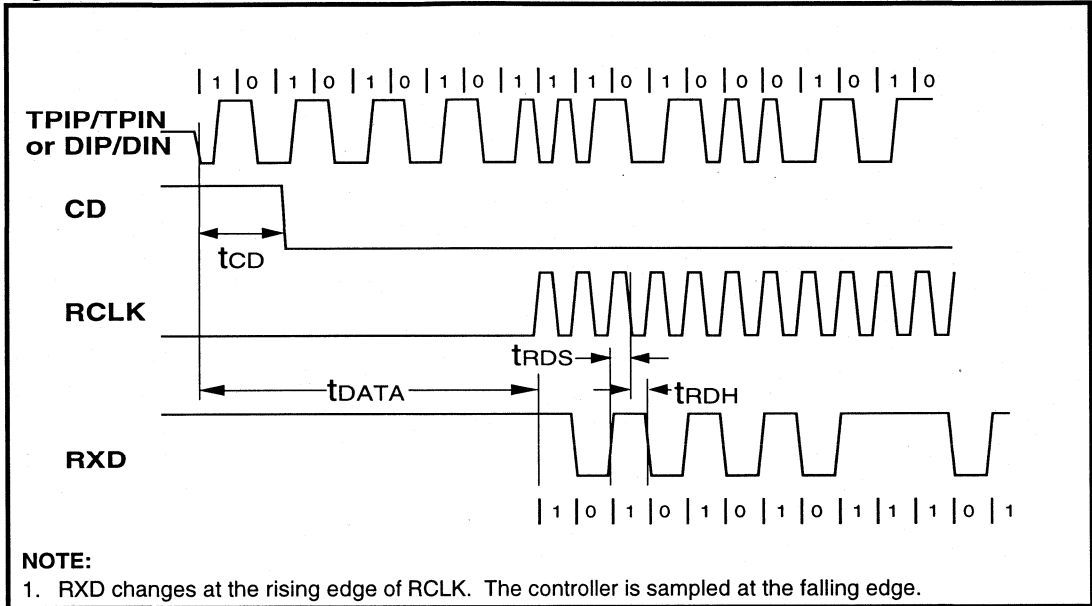 | 1 | 0 | 1 | 0 | 1 | 0 | 1 | 0 | 1 | 1 | 1 | 0 | 1 | 0 | 0 | 0 | 1 | 0 | 1 | 0
TPIP/TPIN
or DIP/DIN
CD
tCD
RCLK
tRDS
tDATA
tRDH
RXD
| 1 | 0 | 1 | 0 | 1 | 0 | 1 | 0 | 1 | 1 | 1 | 0 | 1
NOTE:
1. RXD changes at the rising edge of RCLK. The controller is sampled at the falling edge.